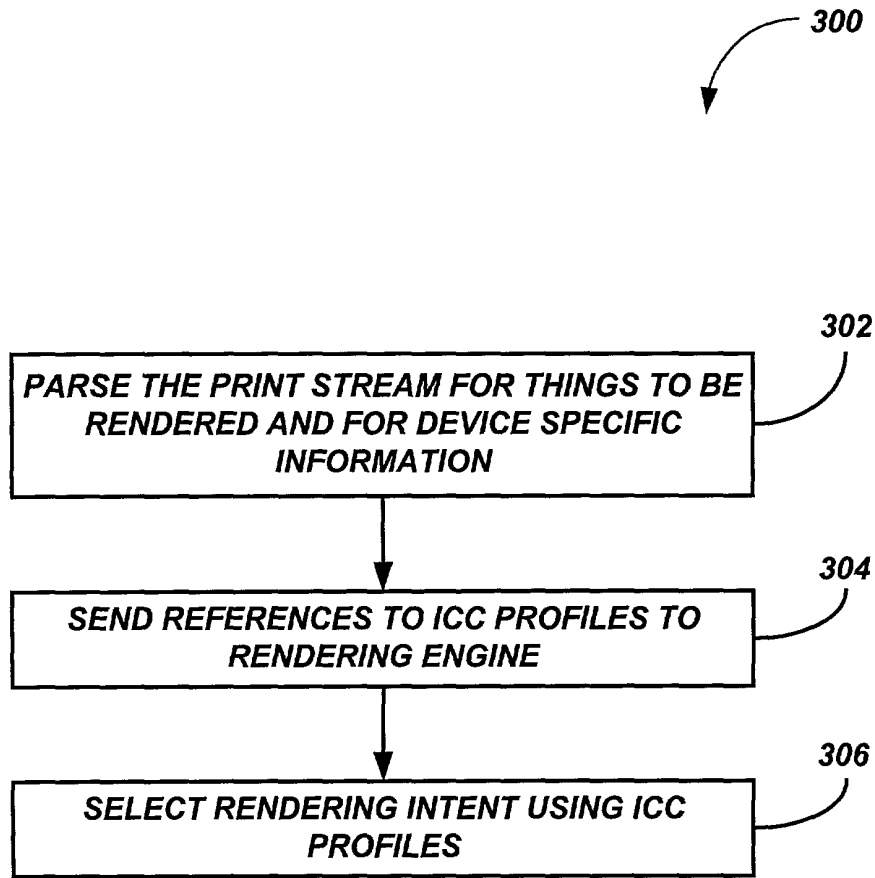 300
302
PARSE THE PRINT STREAM FOR THINGS TO BE
RENDERED AND FOR DEVICE SPECIFIC
INFORMATION
304
SEND REFERENCES TO ICC PROFILES TO
RENDERING ENGINE
306
SELECT RENDERING INTENT USING ICC
PROFILES